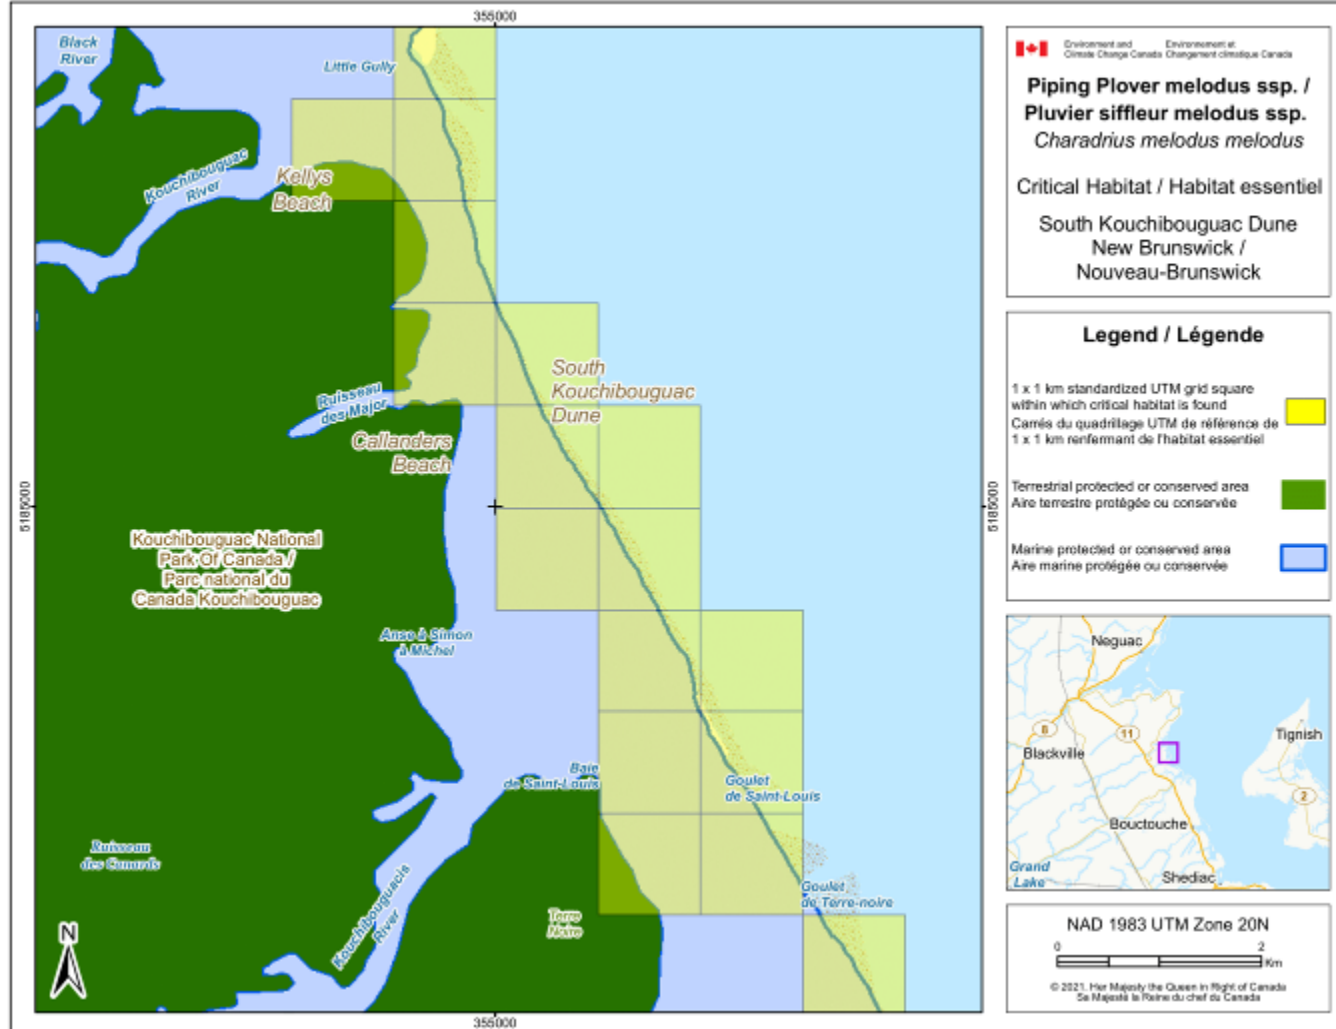 355000
Black
River
Little Gully
Kouchibouguac
River
Kellys
Beach
South
Kouchibouguac
Dune
Ruisseau
des Major
Callanders
Beach
5185000
5185000
Kouchibouguac National
Park Of Canada /
Parc national du
Canada Kouchibouguac
Anse à Simon
à Michel
Baie
de Saint-Louis
Goulet
de Saint-Louis
Ruisseau
des Canards
Kouchibouguacis
River
Terre
Noire
Goulet
de Terre-noire
N
355000
Environment and
Climate Change Canada
Environnement et
Changement climatique Canada
Piping Plover melodus ssp. /
Pluvier siffleur melodus ssp.
Charadrius melodus melodus
Critical Habitat / Habitat essentiel
South Kouchibouguac Dune
New Brunswick /
Nouveau-Brunswick
Legend / Légende
1 x 1 km standardized UTM grid square
within which critical habitat is found
Carrés du quadrillage UTM de référence de
1 x 1 km renfermant de l'habitat essentiel
Terrestrial protected or conserved area
Aire terrestre protégée ou conservée
Marine protected or conserved area
Aire marine protégée ou conservée
Neguac
8
11
Blackville
Tignish
2
Bouctouche
Grand
Lake
Shediac
NAD 1983 UTM Zone 20N
0 2
Km
© 2021. Her Majesty the Queen in Right of Canada
Sa Majesté la Reine du chef du Canada